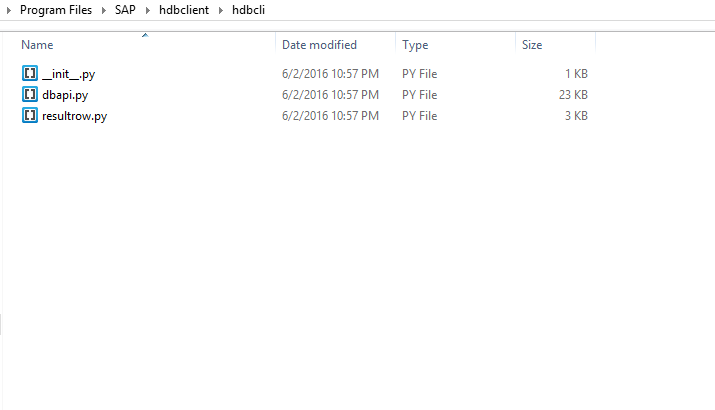 Program Files SAP hdbclient hdbcli
Name Date modified Type Size
__init__.py 6/2/2016 10:57 PM PY File 1 KB
dbapi.py 6/2/2016 10:57 PM PY File 23 KB
resultrow.py 6/2/2016 10:57 PM PY File 3 KB